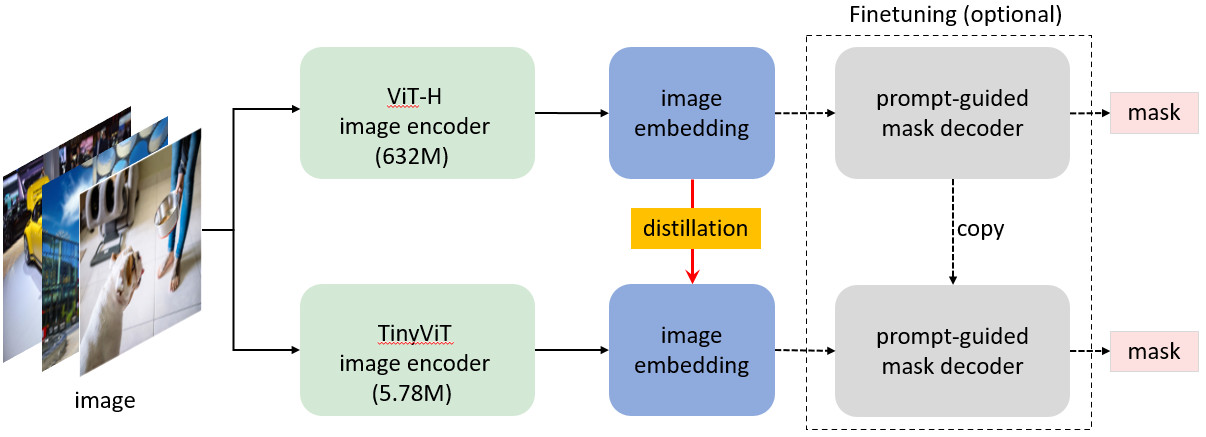 Finetuning (optional)
ViT-H
image encoder
(632M)
image
embedding
prompt-guided
mask decoder
mask
distillation
copy
TinyViT
image encoder
(5.78M)
image
embedding
prompt-guided
mask decoder
mask
image